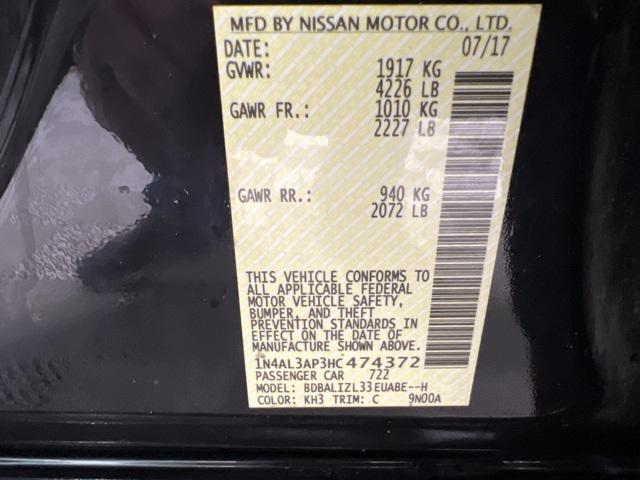 MFD BY NISSAN MOTOR CO., LTD.
DATE: 07/17
GVWR: 1917 KG
4226 LB
GAWR FR.: 1010 KG
2227 LB
GAWR RR.: 940 KG
2072 LB
THIS VEHICLE CONFORMS TO
ALL APPLICABLE FEDERAL
MOTOR VEHICLE SAFETY,
BUMPER, AND THEFT
PREVENTION STANDARDS IN
EFFECT ON THE DATE OF
MANUFACTURE SHOWN ABOVE.
1N4AL3AP3HC474372
PASSENGER CAR 722
MODEL: BDBALIZL33EUABE--H
COLOR: KH3 TRIM: C 9N00A